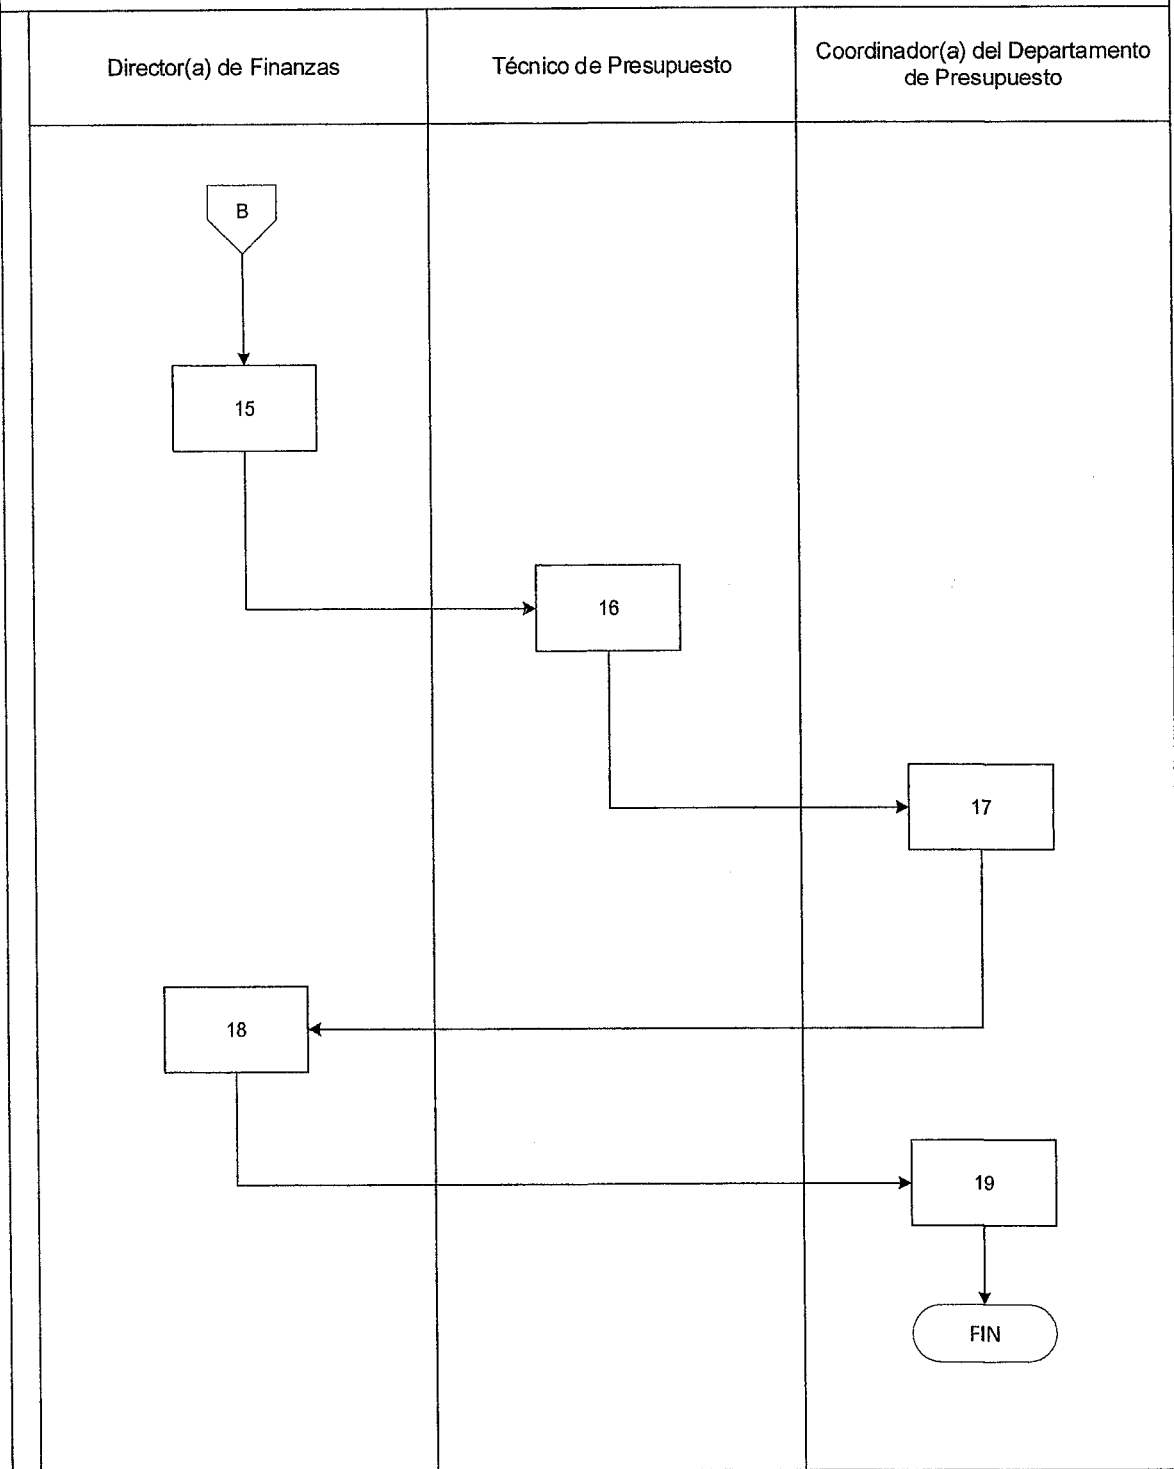 Director(a) de Finanzas
Técnico de Presupuesto
Coordinador(a) del Departamento
de Presupuesto
B
15
16
17
18
19
FIN